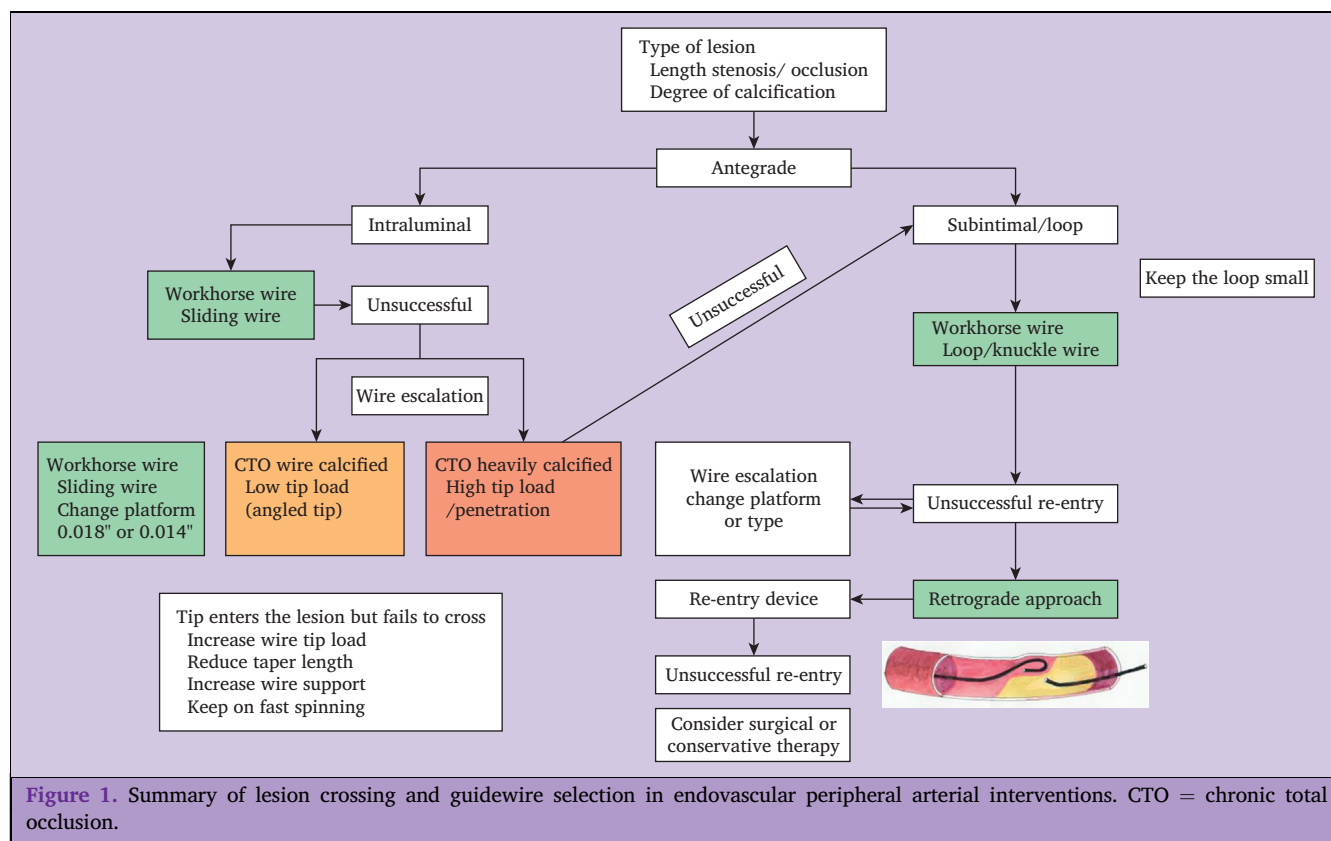 Type of lesion
Length stenosis/ occlusion
Degree of calcification
Antegrade
Intraluminal
Subintimal/loop
Keep the loop small
Workhorse wire
Sliding wire
Unsuccessful
Unsuccessful
Workhorse wire
Loop/knuckle wire
Wire escalation
Workhorse wire
Sliding wire
Change platform
0.018" or 0.014"
CTO wire calcified
Low tip load
(angled tip)
CTO heavily calcified
High tip load
/penetration
Wire escalation
change platform
or type
Unsuccessful re-entry
Tip enters the lesion but fails to cross
Increase wire tip load
Reduce taper length
Increase wire support
Keep on fast spinning
Re-entry device
Retrograde approach
Unsuccessful re-entry
Consider surgical or
conservative therapy
Figure 1. Summary of lesion crossing and guidewire selection in endovascular peripheral arterial interventions. CTO = chronic total
occlusion.